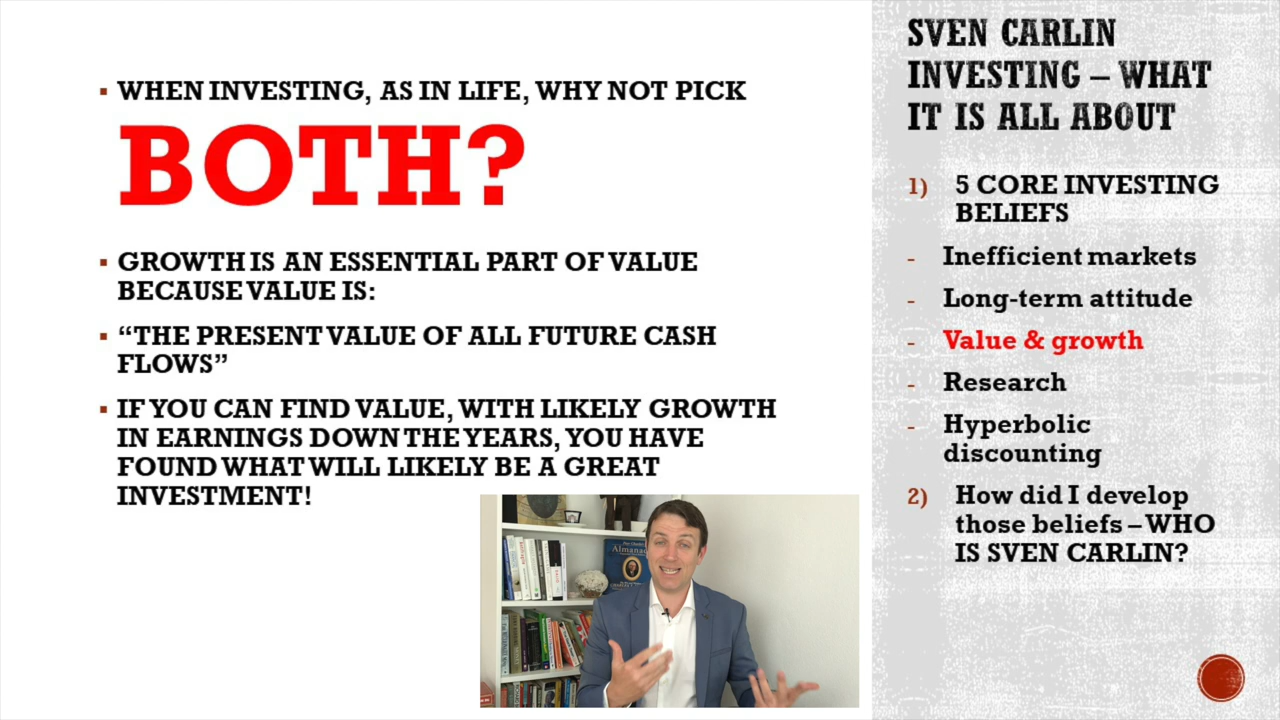 WHEN INVESTING, AS IN LIFE, WHY NOT PICK
BOTH?
GROWTH IS AN ESSENTIAL PART OF VALUE
BECAUSE VALUE IS:
“THE PRESENT VALUE OF ALL FUTURE CASH
FLOWS”
IF YOU CAN FIND VALUE, WITH LIKELY GROWTH
IN EARNINGS DOWN THE YEARS, YOU HAVE
FOUND WHAT WILL LIKELY BE A GREAT
INVESTMENT!
Almanac
SVEN CARLIN
INVESTING – WHAT
IT IS ALL ABOUT
1) 5 CORE INVESTING
BELIEFS
- Inefficient markets
- Long-term attitude
- Value & growth
- Research
- Hyperbolic
discounting
2) How did I develop
those beliefs – WHO
IS SVEN CARLIN?